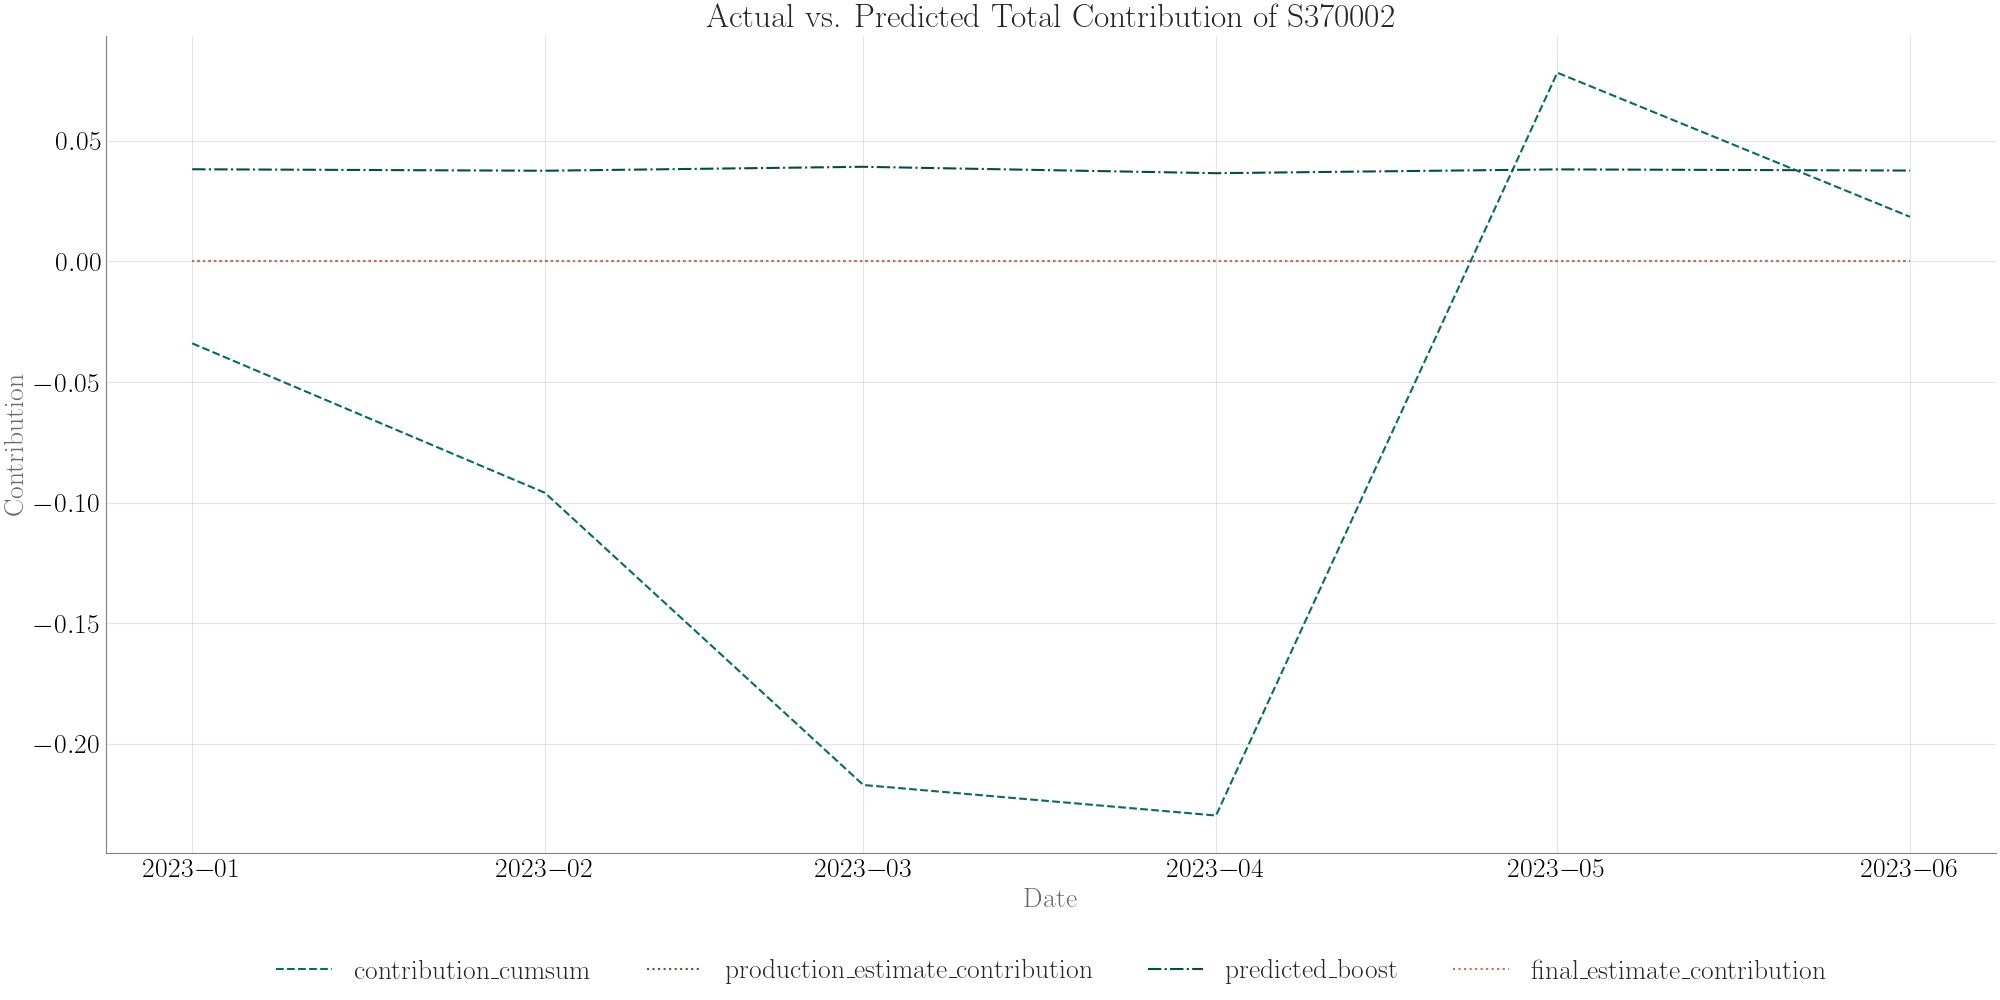 Actual vs. Predicted Total Contribution of S370002
0.05
0.00
−0.05
−0.10
−0.15
−0.20
Contribution
2023−01 2023−02 2023−03 2023−04 2023−05 2023−06
Date
contribution_cumsum production_estimate_contribution predicted_boost final_estimate_contribution